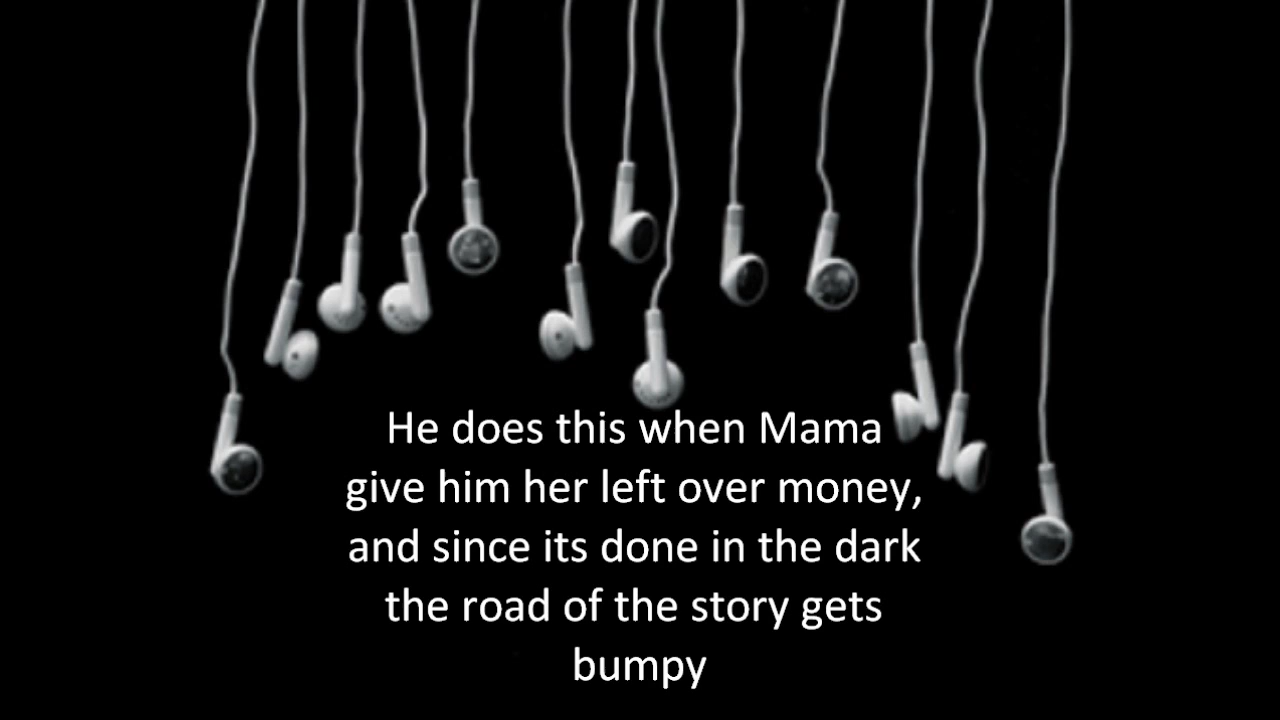 He does this when Mama
give him her left over money,
and since its done in the dark
the road of the story gets
bumpy